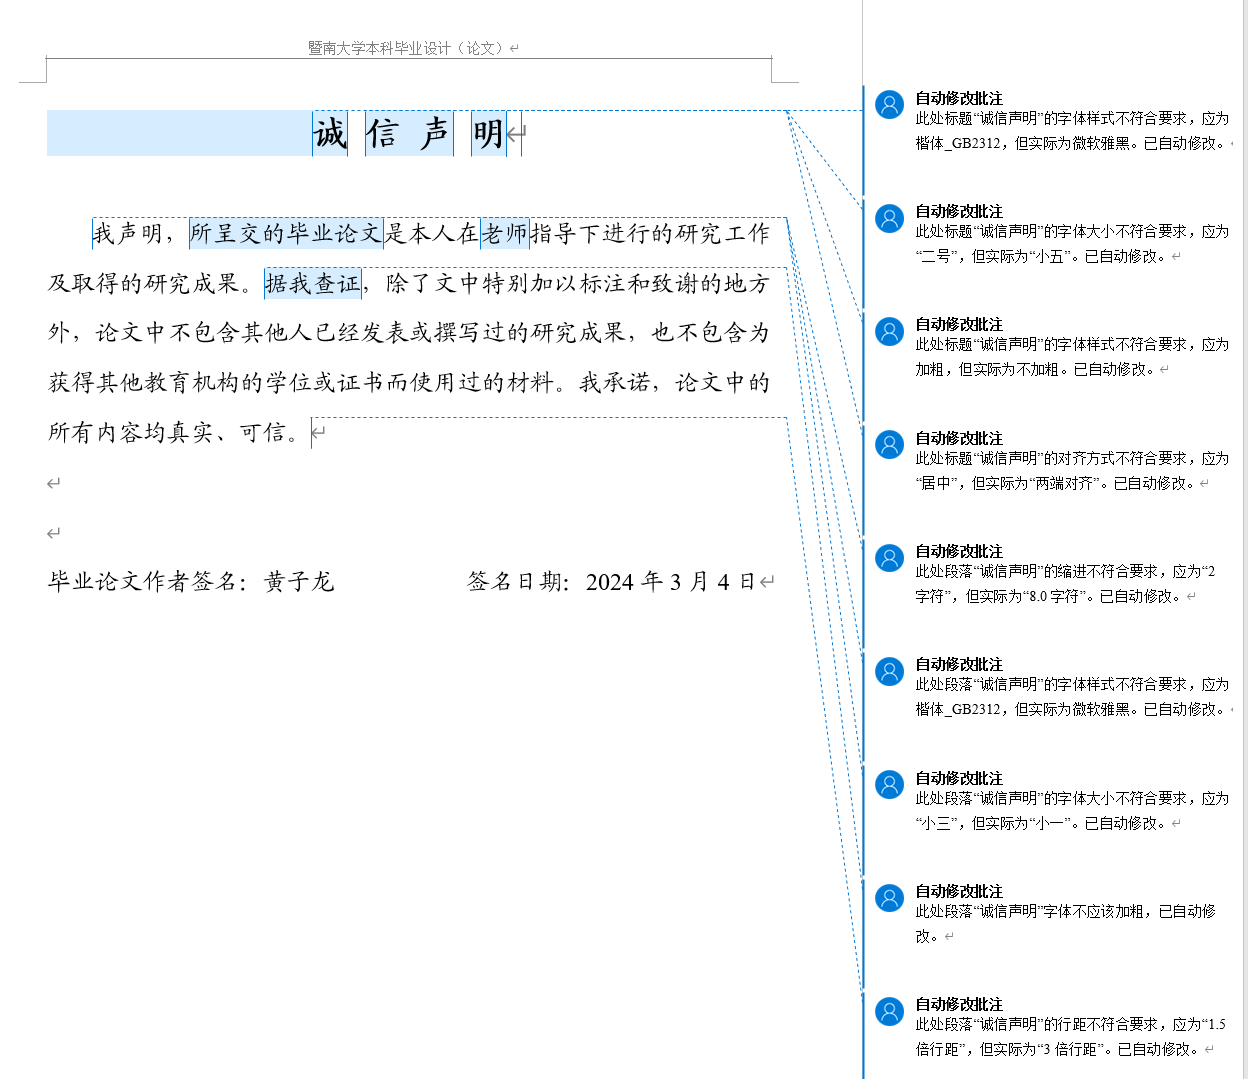 暨南大学本科毕业设计（论文）
诚 信 声 明
我声明，所呈交的毕业论文是本人在老师指导下进行的研究工作
及取得的研究成果。据我查证，除了文中特别加以标注和致谢的地方
外，论文中不包含其他人已经发表或撰写过的研究成果，也不包含为
获得其他教育机构的学位或证书而使用过的材料。我承诺，论文中的
所有内容均真实、可信。
毕业论文作者签名：黄子龙 签名日期：2024 年 3 月 4 日
自动修改批注
此处标题“诚信声明”的字体样式不符合要求，应为
楷体_GB2312，但实际为微软雅黑。已自动修改。
自动修改批注
此处标题“诚信声明”的字体大小不符合要求，应为
“二号”，但实际为“小五”。已自动修改。
自动修改批注
此处标题“诚信声明”的字体样式不符合要求，应为
加粗，但实际为不加粗。已自动修改。
自动修改批注
此处标题“诚信声明”的对齐方式不符合要求，应为
“居中”，但实际为“两端对齐”。已自动修改。
自动修改批注
此处段落“诚信声明”的缩进不符合要求，应为“2
字符”，但实际为“8.0 字符”。已自动修改。
自动修改批注
此处段落“诚信声明”的字体样式不符合要求，应为
楷体_GB2312，但实际为微软雅黑。已自动修改。
自动修改批注
此处段落“诚信声明”的字体大小不符合要求，应为
“小三”，但实际为“小一”。已自动修改。
自动修改批注
此处段落“诚信声明”字体不应该加粗，已自动修
改。
自动修改批注
此处段落“诚信声明”的行距不符合要求，应为“1.5
倍行距”，但实际为“3 倍行距”。已自动修改。